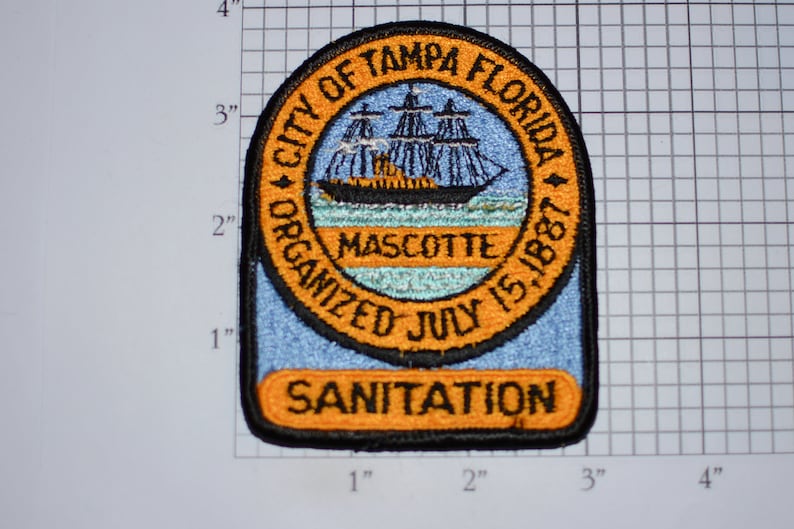 CITY OF TAMPA FLORIDA
ORGANIZED JULY 15, 1887
MASCOTTE
SANITATION
4"
3"
2"
1"
1"
2"
3"
4"